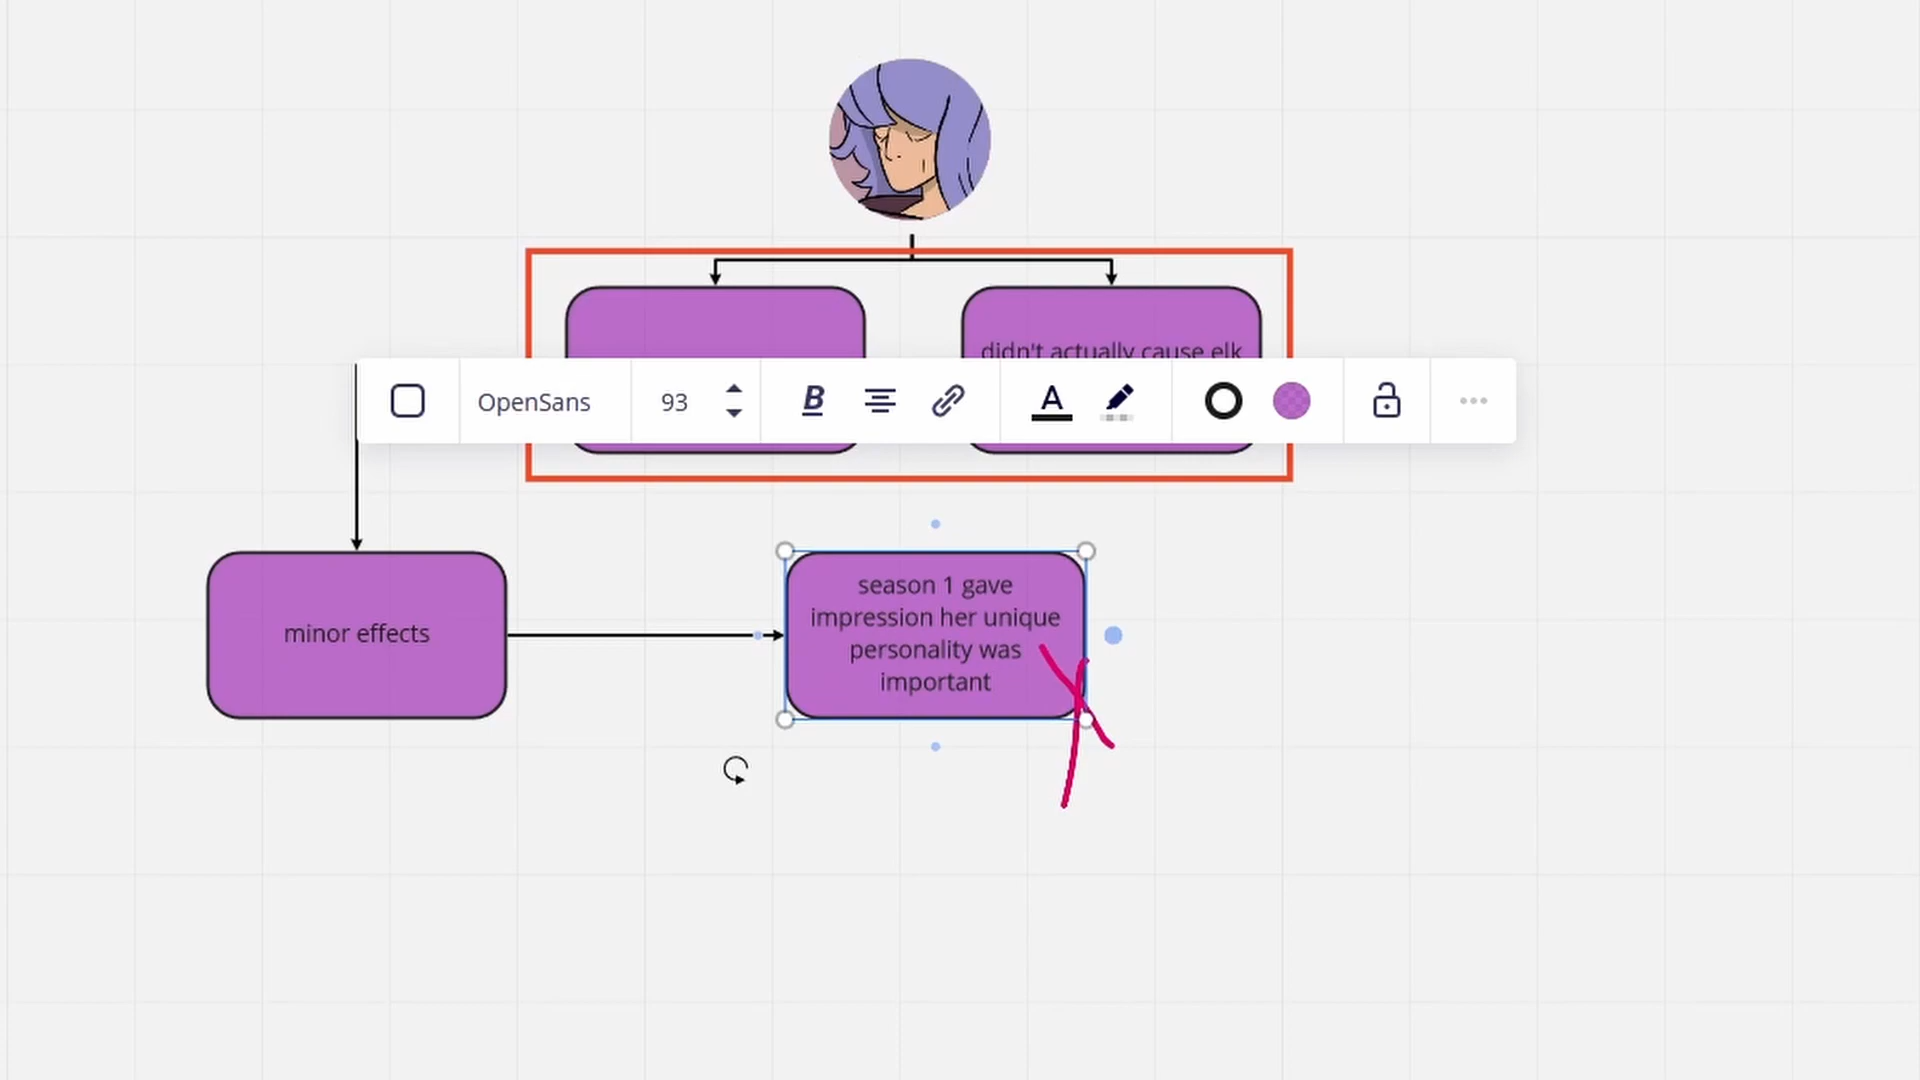 didn't actually cause elk
OpenSans
93
B
A
minor effects
season 1 gave
impression her unique
personality was
important